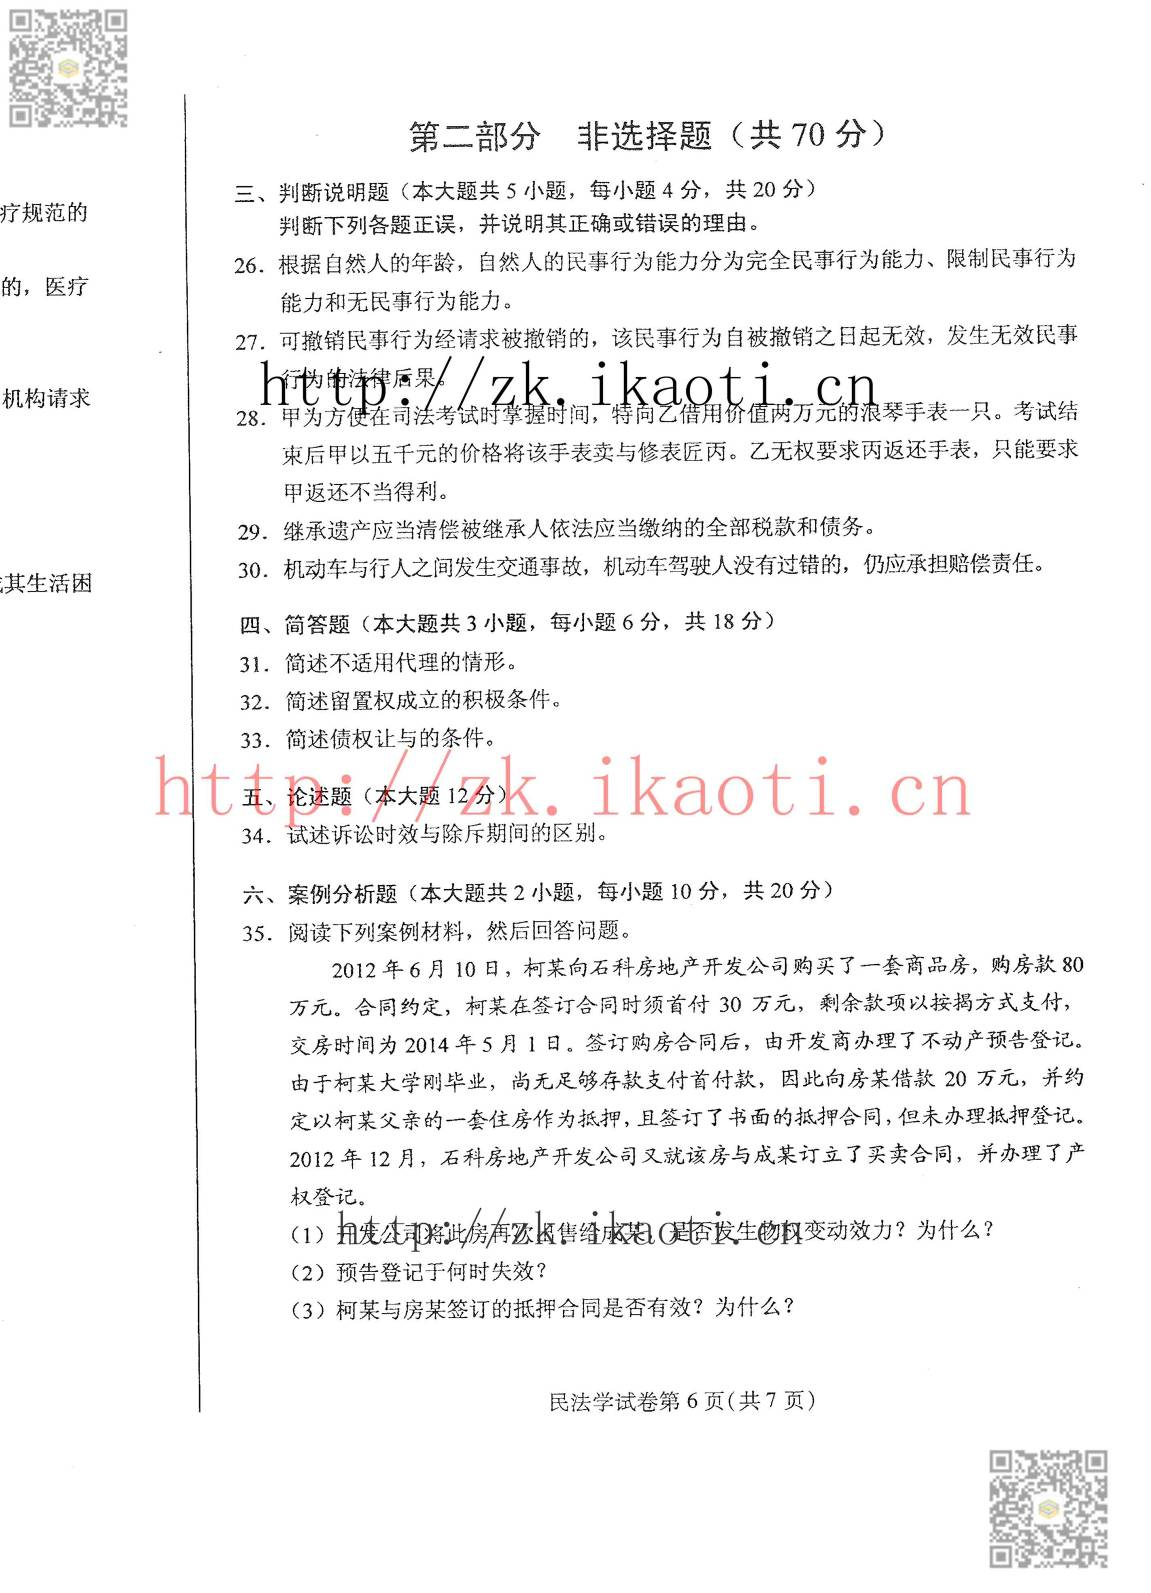 第二部分 非选择题（共 70 分）
三、判断说明题（本大题共 5 小题，每小题 4 分，共 20 分）
判断下列各题正误，并说明其正确或错误的理由。
疗规范的
26．根据自然人的年龄，自然人的民事行为能力分为完全民事行为能力、限制民事行为
的，医疗
能力和无民事行为能力。
27．可撤销民事行为经请求被撤销的，该民事行为自被撤销之日起无效，发生无效民事
行为的法律后果。
http://zk.ikaoti.cn
机构请求
28．甲为方便在司法考试时掌握时间，特向乙借用价值两万元的浪琴手表一只。考试结
束后甲以五千元的价格将该手表卖与修表匠丙。乙无权要求丙返还手表，只能要求
甲返还不当得利。
29．继承遗产应当清偿被继承人依法应当缴纳的全部税款和债务。
30．机动车与行人之间发生交通事故，机动车驾驶人没有过错的，仍应承担赔偿责任。
其生活困
四、简答题（本大题共 3 小题，每小题 6 分，共 18 分）
31．简述不适用代理的情形。
32．简述留置权成立的积极条件。
33．简述债权让与的条件。
http://zk.ikaoti.cn
五、论述题（本大题 12 分）
34．试述诉讼时效与除斥期间的区别。
六、案例分析题（本大题共 2 小题，每小题 10 分，共 20 分）
35．阅读下列案例材料，然后回答问题。
2012 年 6 月 10 日，柯某向石科房地产开发公司购买了一套商品房，购房款 80
万元。合同约定，柯某在签订合同时须首付 30 万元，剩余款项以按揭方式支付，
交房时间为 2014 年 5 月 1 日。签订购房合同后，由开发商办理了不动产预告登记。
由于柯某大学刚毕业，尚无足够存款支付首付款，因此向房某借款 20 万元，并约
定以柯某父亲的一套住房作为抵押，且签订了书面的抵押合同，但未办理抵押登记。
2012 年 12 月，石科房地产开发公司又就该房与成某订立了买卖合同，并办理了产
权登记。
http://zk.ikaoti.cn
（1）开发公司将此房再次出售给成某，是否发生物权变动效力？为什么？
（2）预告登记于何时失效？
（3）柯某与房某签订的抵押合同是否有效？为什么？
民法学试卷第 6 页（共 7 页）